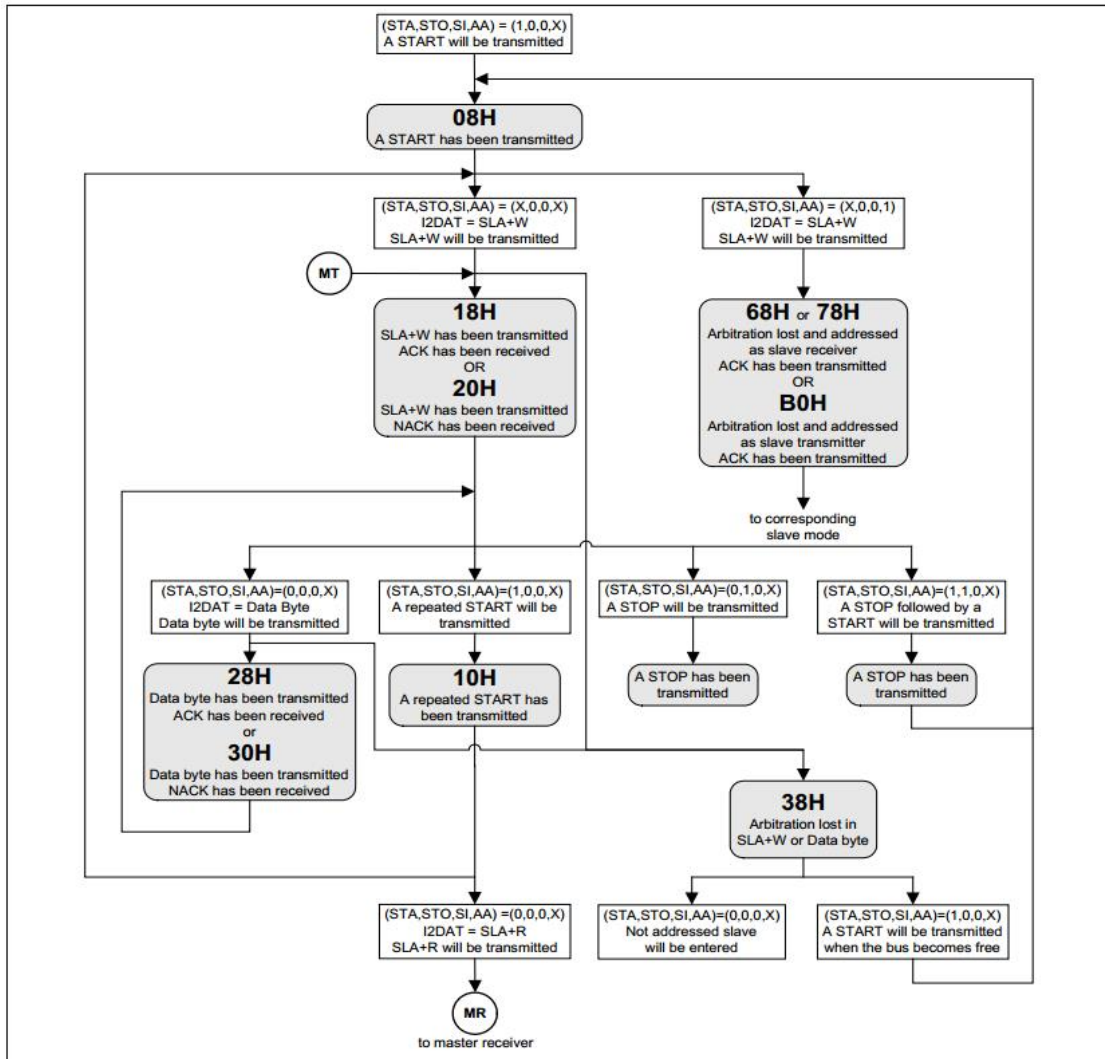 (STA,STO,SI,AA) = (1,0,0,X)
A START will be transmitted
08H
A START has been transmitted
(STA,STO,SI,AA) = (X,0,0,X)
I2DAT = SLA+W
SLA+W will be transmitted
(STA,STO,SI,AA) = (X,0,0,1)
I2DAT = SLA+W
SLA+W will be transmitted
MT
18H
SLA+W has been transmitted
ACK has been received
OR
20H
SLA+W has been transmitted
NACK has been received
68H or 78H
Arbitration lost and addressed
as slave receiver
ACK has been transmitted
OR
B0H
Arbitration lost and addressed
as slave transmitter
ACK has been transmitted
to corresponding
slave mode
(STA,STO,SI,AA)=(0,0,0,X)
I2DAT = Data Byte
Data byte will be transmitted
(STA,STO,SI,AA)=(1,0,0,X)
A repeated START will be
transmitted
(STA,STO,SI,AA)=(0,1,0,X)
A STOP will be transmitted
(STA,STO,SI,AA)=(1,1,0,X)
A STOP followed by a
START will be transmitted
28H
Data byte has been transmitted
ACK has been received
or
30H
Data byte has been transmitted
NACK has been received
10H
A repeated START has
been transmitted
A STOP has been
transmitted
A STOP has been
transmitted
38H
Arbitration lost in
SLA+W or Data byte
(STA,STO,SI,AA) =(0,0,0,X)
I2DAT = SLA+R
SLA+R will be transmitted
(STA,STO,SI,AA)=(0,0,0,X)
Not addressed slave
will be entered
(STA,STO,SI,AA)=(1,0,0,X)
A START will be transmitted
when the bus becomes free
MR
to master receiver